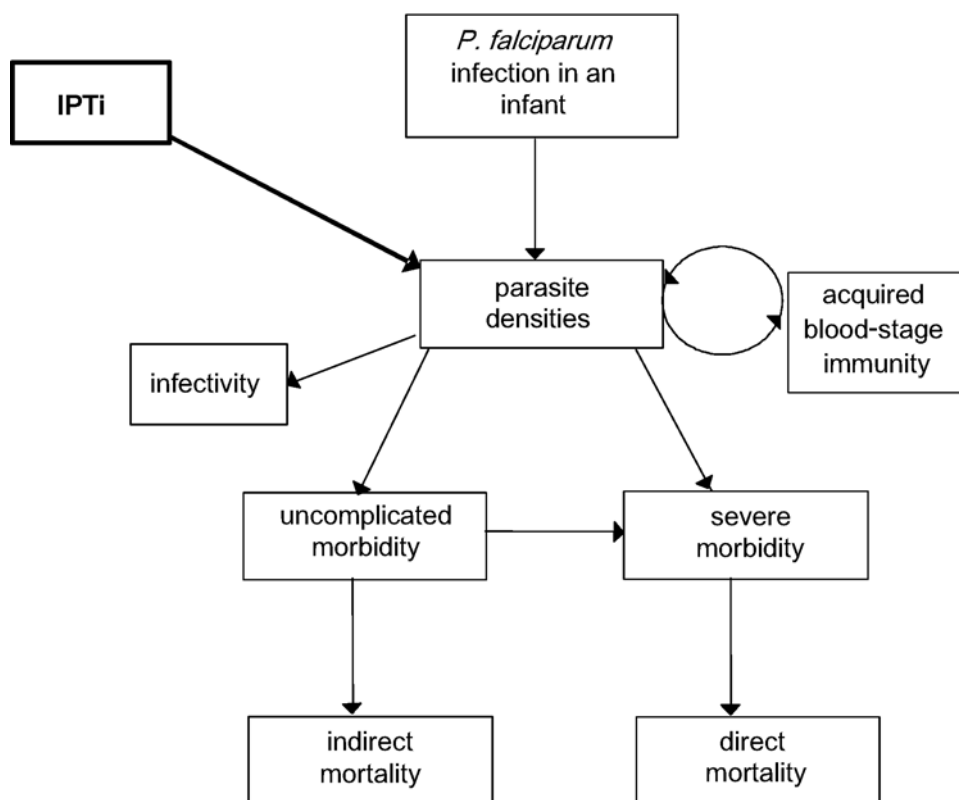 P. falciparum
infection in an
infant
IPTi
parasite
densities
acquired
blood-stage
immunity
infectivity
uncomplicated
morbidity
severe
morbidity
indirect
mortality
direct
mortality